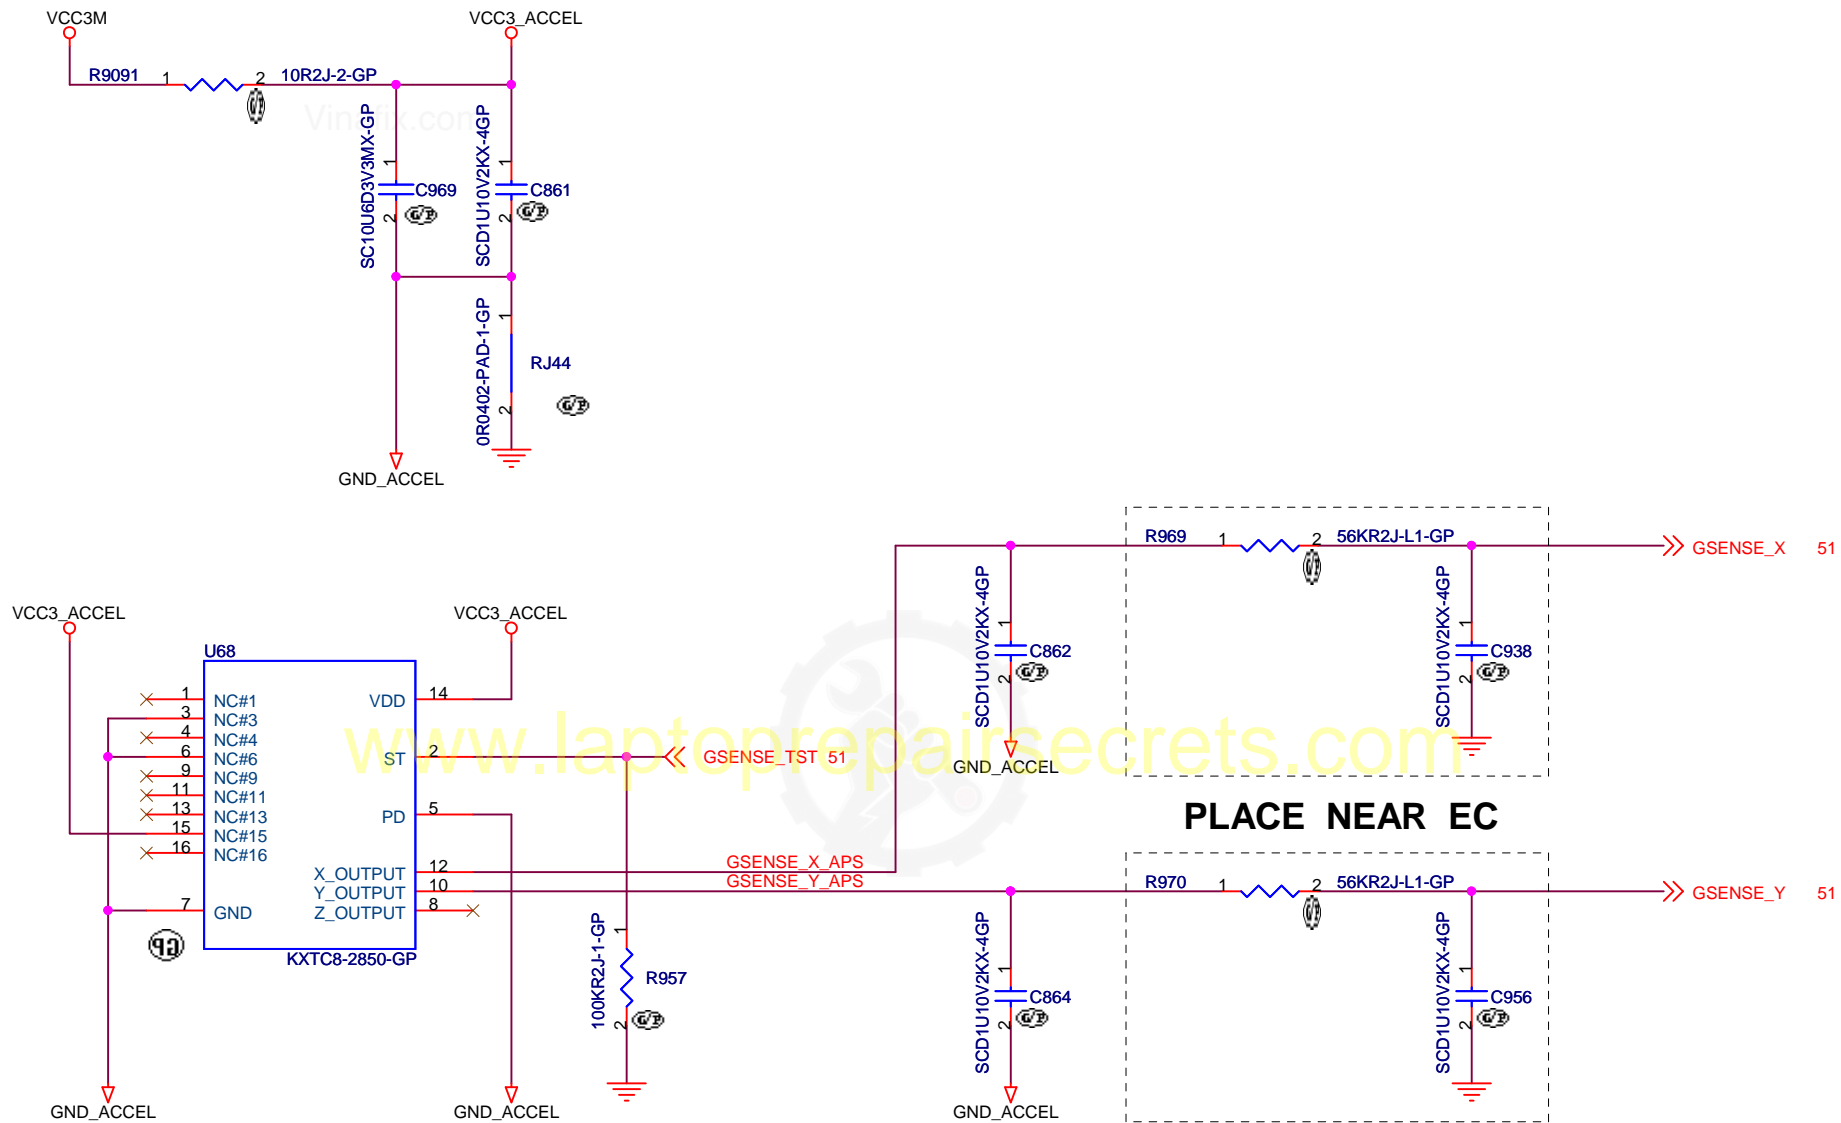 VCC3M
VCC3_ACCEL
R9091 1 2 10R2J-2-GP
G/P
Vinafix.com
SC10U6D3V3MX-GP
1
C969
2
G/P
SCD1U10V2KX-4GP
1
C861
2
G/P
0R0402-PAD-1-GP
1
RJ44
2
G/P
GND_ACCEL
R969 1 2 56KR2J-L1-GP
G/P
GSENSE_X 51
SCD1U10V2KX-4GP
1
C862
2
G/P
GND_ACCEL
SCD1U10V2KX-4GP
1
C938
2
G/P
VCC3_ACCEL
VCC3_ACCEL
U68
1 NC#1
3 NC#3
4 NC#4
6 NC#6
9 NC#9
11 NC#11
13 NC#13
15 NC#15
16 NC#16
7 GND
VDD 14
ST 2
PD 5
X_OUTPUT 12
Y_OUTPUT 10
Z_OUTPUT 8
GP
KXTC8-2850-GP
GSENSE_TST 51
www.laptoprepairsecrets.com
PLACE NEAR EC
GSENSE_X_APS
GSENSE_Y_APS
R970 1 2 56KR2J-L1-GP
G/P
GSENSE_Y 51
100KR2J-1-GP
1
R957
2
G/P
SCD1U10V2KX-4GP
1
C864
2
G/P
SCD1U10V2KX-4GP
1
C956
2
G/P
GND_ACCEL
GND_ACCEL
GND_ACCEL